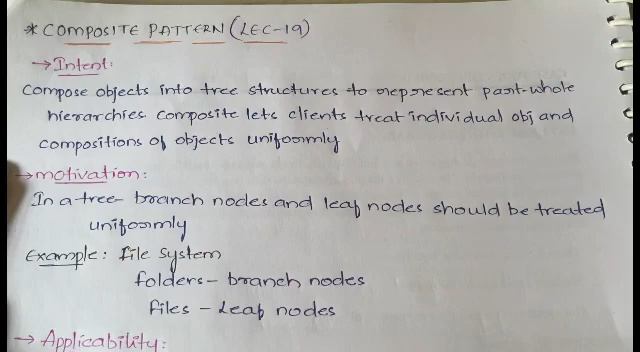 * COMPOSITE PATTERN (LEC-19)
→ Intent:
Compose objects into tree structures to represent part-whole
hierarchies composite lets clients treat individual obj and
compositions of objects uniformly
→ motivation:
In a tree branch nodes and leaf nodes should be treated
uniformly
Example: file system
folders - branch nodes
files - Leaf nodes
→ Applicability: